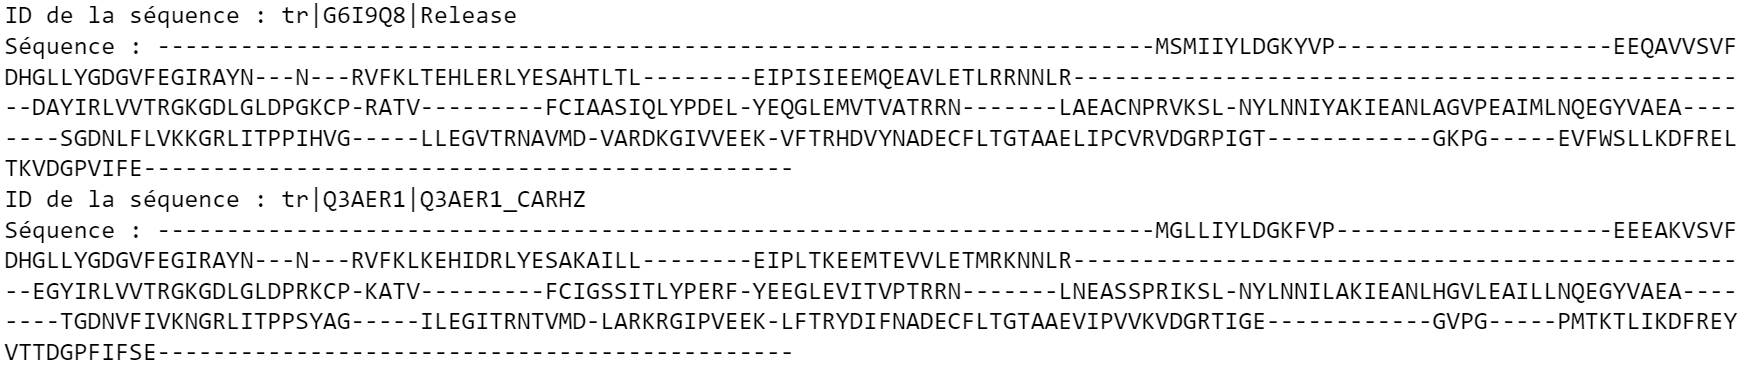 ID de la séquence : tr|G6I9Q8|Release
Séquence : ------------------------------------------------------------------------MSMIIYLDGKYVP--------------------EEQAVVSVF
DHGLLYGDGVFEGIRAYN---N---RVFKLTEHLERLYESAHTLTL--------EIPISIEEMQEAVLETLRRNNLR------------------------------------------------
--DAYIRLVVTRGKGDLGLDPGKCP-RATV---------FCIAASIQLYPDEL-YEQGLEMVTVATRRN-------LAEACNPRVKSL-NYLNNIYAKIEANLAGVPEAIMLNQEGYVAEA----
----SGDNLFLVKKGRLITPPIHVG-----LLEGVTRNAVMD-VARDKGIVVEEK-VFTRHDVYNADECFLTGTAAELIPCVRVDGRPIGT------------GKPG-----EVFWSLLKDFREL
TKVDGPVIFE-----------------------------------------------
ID de la séquence : tr|Q3AER1|Q3AER1_CARHZ
Séquence : ------------------------------------------------------------------------MGLLIYLDGKFVP--------------------EEEAKVSVF
DHGLLYGDGVFEGIRAYN---N---RVFKLKEHIDRLYESAKAILL--------EIPLTKEEMTEVVLETMRKNNLR------------------------------------------------
--EGYIRLVVTRGKGDLGLDPRKCP-KATV---------FCIGSSITLYPERF-YEEGLEVITVPTRRN-------LNEASSPRIKSL-NYLNNILAKIEANLHGVLEAILLNQEGYVAEA----
----TGDNVFIVKNGRLITPPSYAG-----ILEGITRNTVMD-LARKRGIPVEEK-LFTRYDIFNADECFLTGTAAEVIPVVKVDGRTIGE------------GVPG-----PMTKTLIKDFREY
VTTDGPFIFSE----------------------------------------------